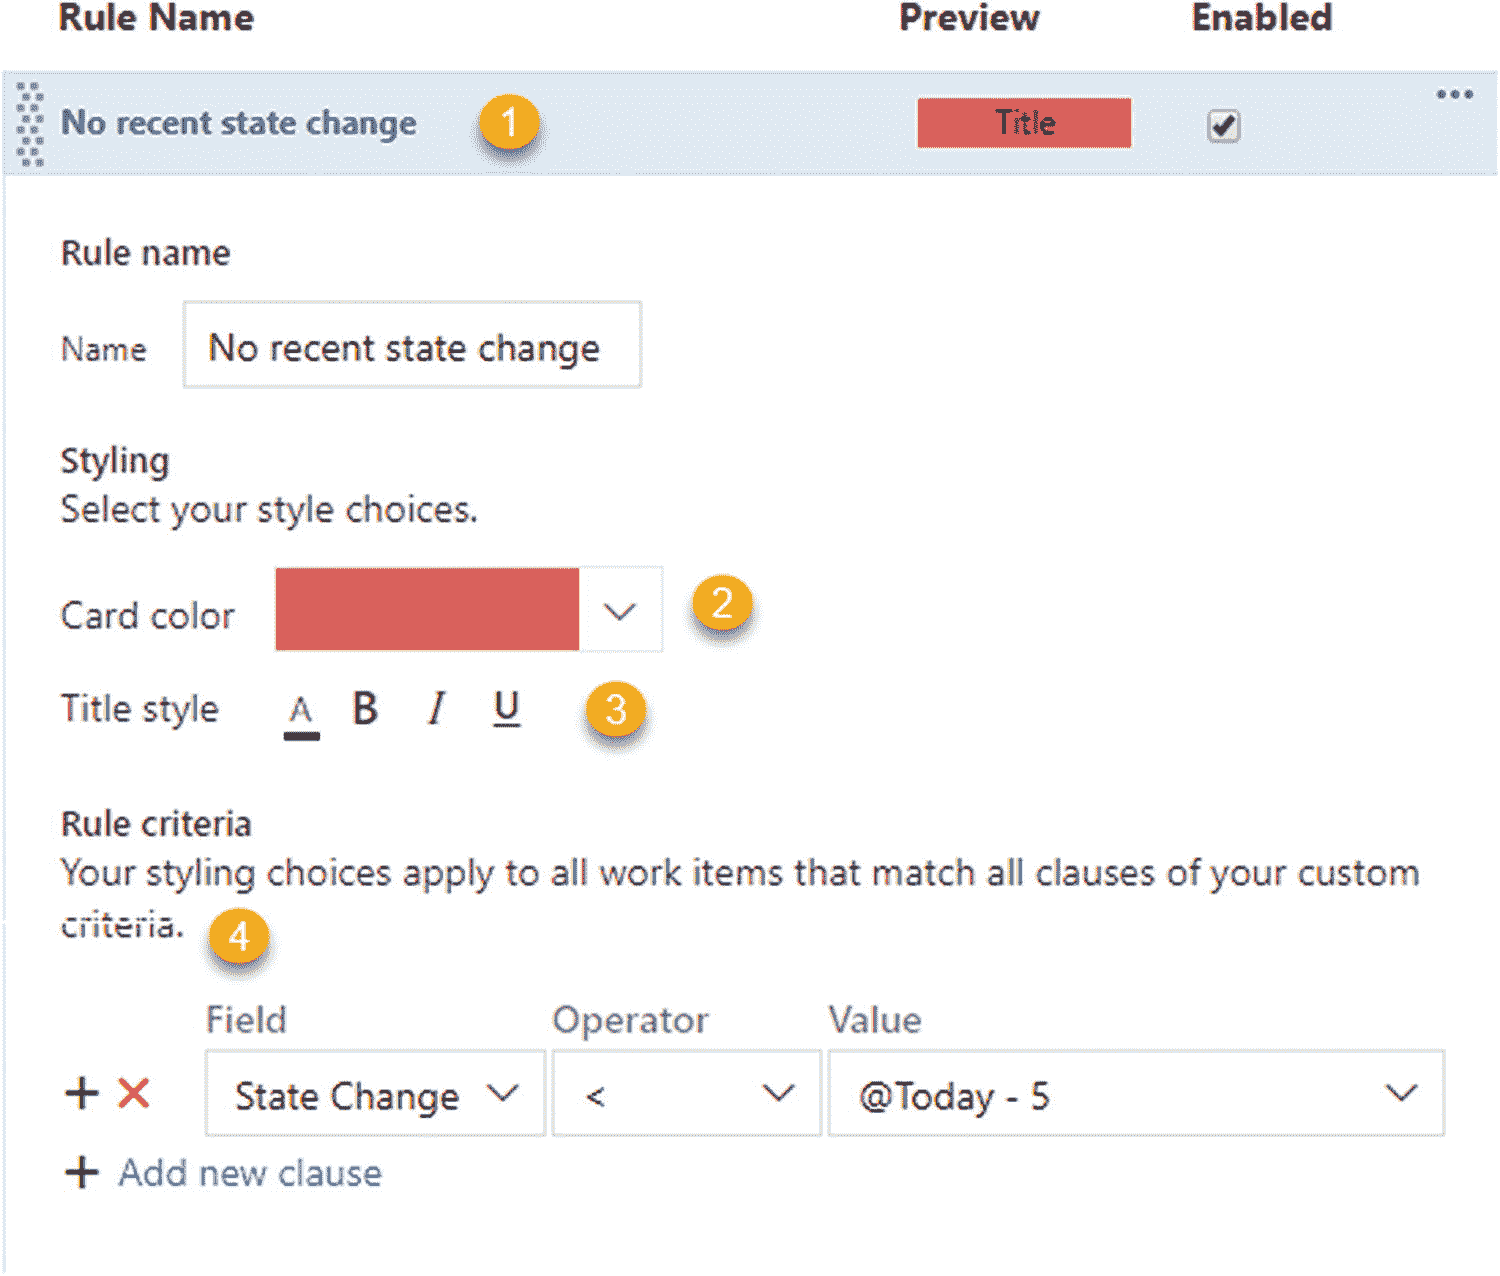 Rule Name Preview Enabled
No recent state change 1 Title
Rule name
Name No recent state change
Styling
Select your style choices.
Card color 2
Title style A B I U 3
Rule criteria
Your styling choices apply to all work items that match all clauses of your custom
criteria. 4
Field Operator Value
State Change < @Today - 5
Add new clause